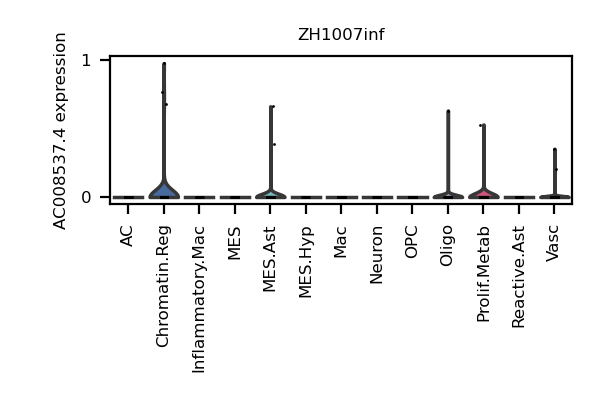 ZH1007inf
AC008537.4 expression
1
0
AC
Chromatin.Reg
Inflammatory.Mac
MES
MES.Ast
MES.Hyp
Mac
Neuron
OPC
Oligo
Prolif.Metab
Reactive.Ast
Vasc